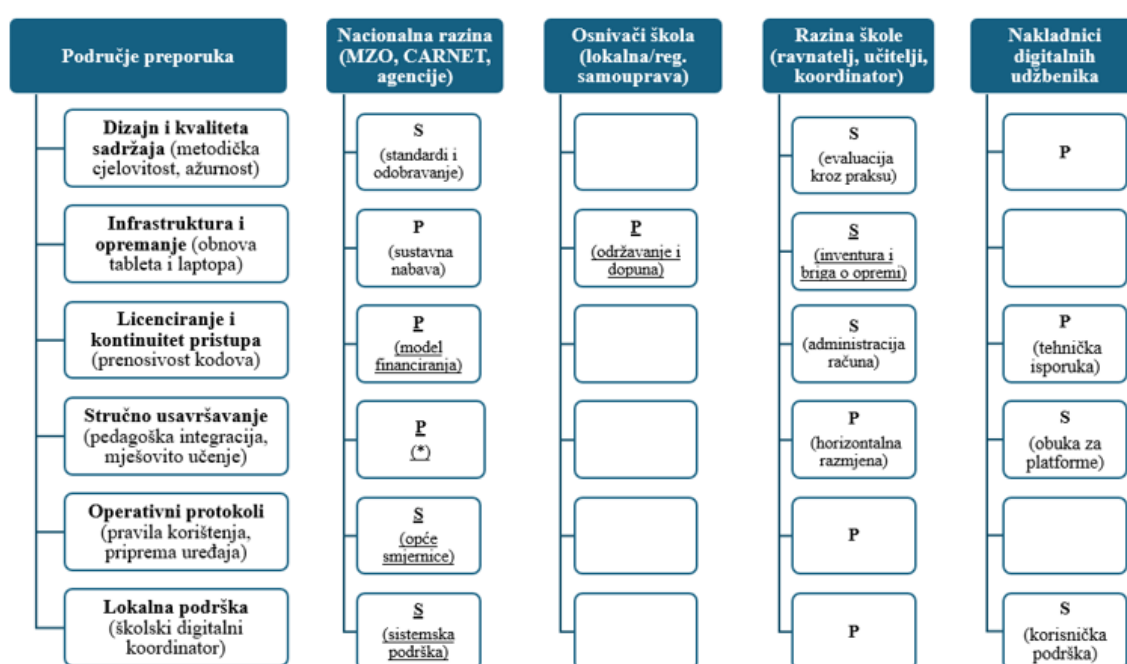 Područje preporuka
Nacionalna razina
(MZO, CARNET,
agencije)
Osnivači škola
(lokalna/reg.
samouprava)
Razina škole
(ravnatelj, učitelji,
koordinator)
Nakladnici
digitalnih
udžbenika
Dizajn i kvaliteta
sadržaja (metodička
cjelovitost, ažurnost)
S
(standardi i
odobravanje)
S
(evaluacija
kroz praksu)
P
Infrastruktura i
opremanje (obnova
tableta i laptopa)
P
(sustavna
nabava)
P
(održavanje i
dopuna)
S
(inventura i
briga o opremi)
Licenciranje i
kontinuitet pristupa
(prenosivost kodova)
P
(model
financiranja)
S
(administracija
računa)
P
(tehnička
isporuka)
Stručno usavršavanje
(pedagoška integracija,
mješovito učenje)
P
(*)
P
(horizontalna
razmjena)
S
(obuka za
platforme)
Operativni protokoli
(pravila korištenja,
priprema uređaja)
S
(opće
smjernice)
P
Lokalna podrška
(školski digitalni
koordinator)
S
(sistemska
podrška)
P
S
(korisnička
podrška)